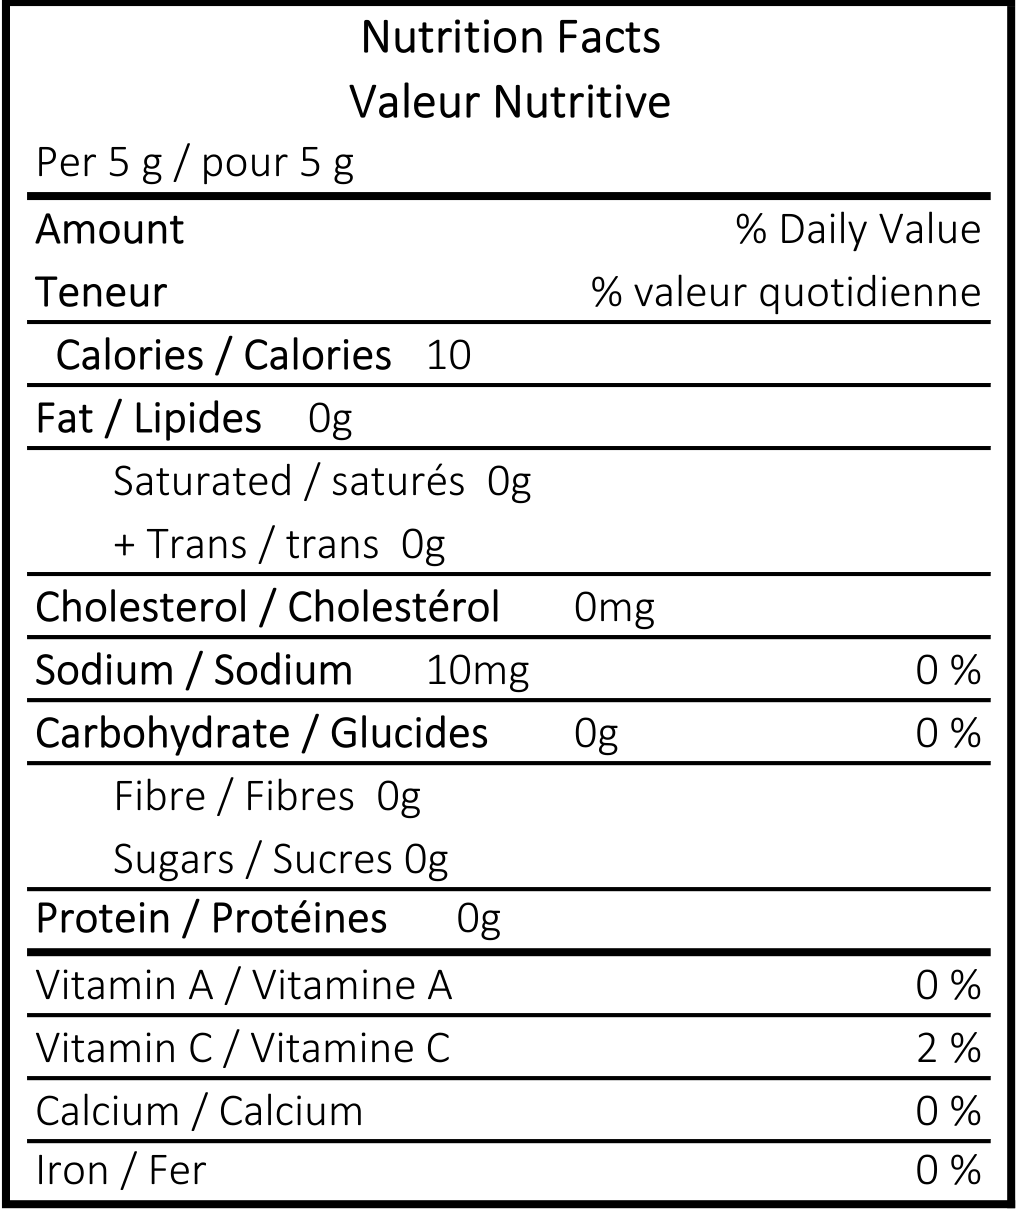 Nutrition Facts
Valeur Nutritive
Per 5 g / pour 5 g
Amount % Daily Value
Teneur % valeur quotidienne
Calories / Calories 10
Fat / Lipides 0g
Saturated / saturés 0g
+ Trans / trans 0g
Cholesterol / Cholestérol 0mg
Sodium / Sodium 10mg 0 %
Carbohydrate / Glucides 0g 0 %
Fibre / Fibres 0g
Sugars / Sucres 0g
Protein / Protéines 0g
Vitamin A / Vitamine A 0 %
Vitamin C / Vitamine C 2 %
Calcium / Calcium 0 %
Iron / Fer 0 %